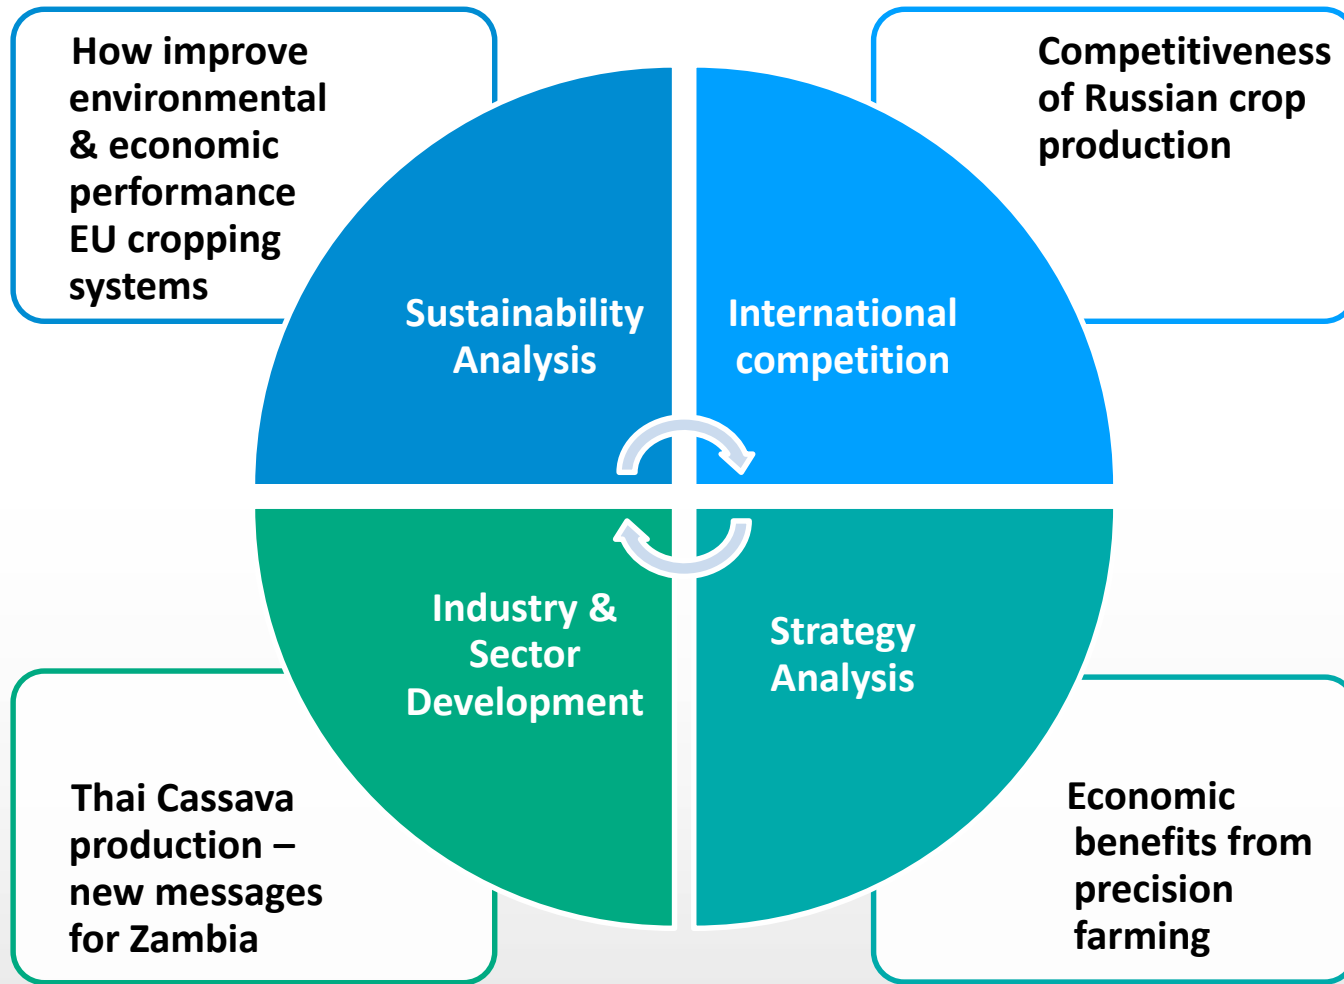 How improve
environmental
& economic
performance
EU cropping
systems
Competitiveness
of Russian crop
production
Sustainability
Analysis
International
competition
Industry &
Sector
Development
Strategy
Analysis
Thai Cassava
production –
new messages
for Zambia
Economic
benefits from
precision
farming